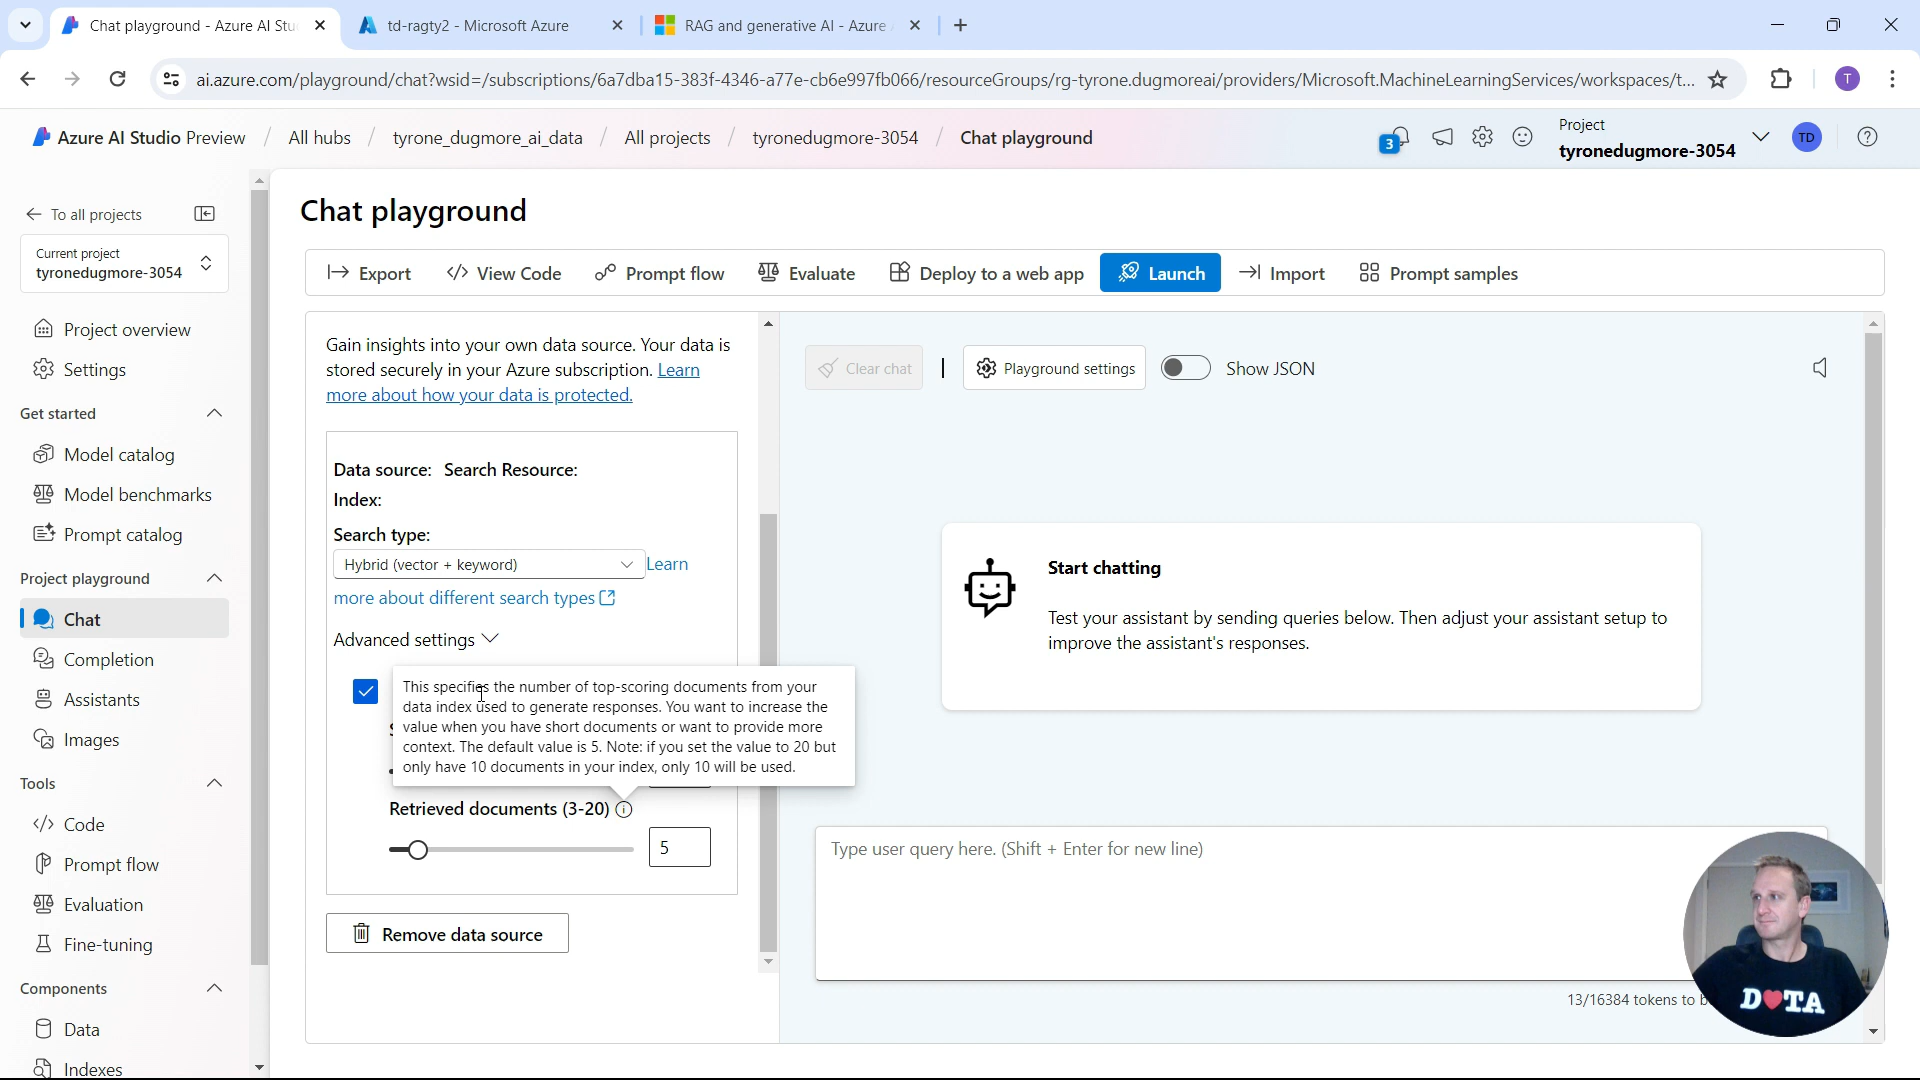 Chat playground - Azure AI Stu
td-ragty2 - Microsoft Azure
RAG and generative AI - Azure
ai.azure.com/playground/chat?wsid=/subscriptions/6a7dba15-383f-4346-a77e-cb6e997fb066/resourceGroups/rg-tyrone.dugmoreai/providers/Microsoft.MachineLearningServices/workspaces/t...
T
Azure AI Studio Preview / All hubs / tyrone_dugmore_ai_data / All projects / tyronedugmore-3054 / Chat playground
3
Project
tyronedugmore-3054
TD
To all projects
Current project
tyronedugmore-3054
Project overview
Settings
Get started
Model catalog
Model benchmarks
Prompt catalog
Project playground
Chat
Completion
Assistants
Images
Tools
Code
Prompt flow
Evaluation
Fine-tuning
Components
Data
Indexes
Chat playground
Export
View Code
Prompt flow
Evaluate
Deploy to a web app
Launch
Import
Prompt samples
Gain insights into your own data source. Your data is
stored securely in your Azure subscription. Learn
more about how your data is protected.
Data source: Search Resource:
Index:
Search type:
Hybrid (vector + keyword)
Learn
more about different search types
Advanced settings
This specifies the number of top-scoring documents from your
data index used to generate responses. You want to increase the
value when you have short documents or want to provide more
context. The default value is 5. Note: if you set the value to 20 but
only have 10 documents in your index, only 10 will be used.
Retrieved documents (3-20)
5
Remove data source
Clear chat
Playground settings
Show JSON
Start chatting
Test your assistant by sending queries below. Then adjust your assistant setup to
improve the assistant's responses.
Type user query here. (Shift + Enter for new line)
13/16384 tokens to
D♥TA